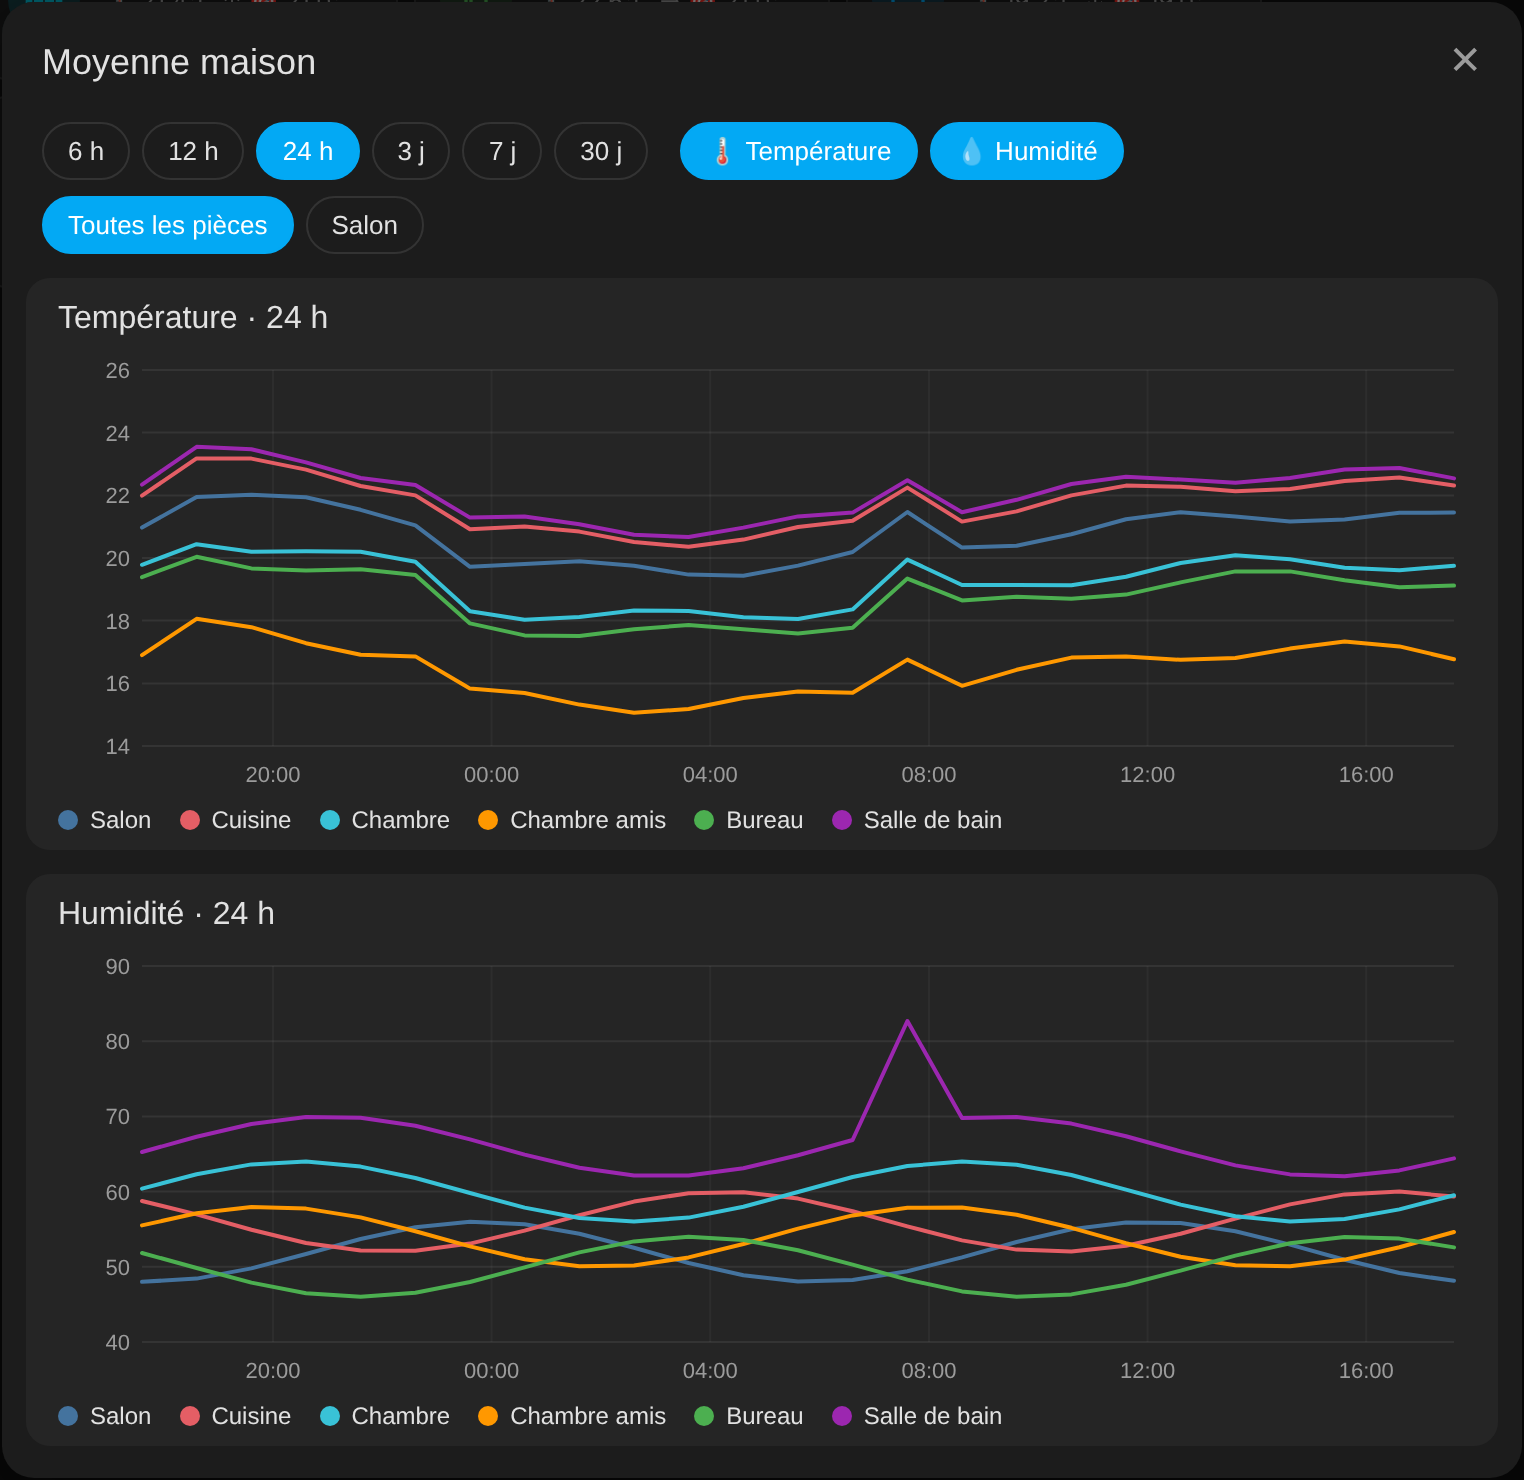 Moyenne maison
6 h 12 h 24 h 3 j 7 j 30 j Température Humidité
Toutes les pièces Salon
Température · 24 h
26
24
22
20
18
16
14
20:00 00:00 04:00 08:00 12:00 16:00
Salon Cuisine Chambre Chambre amis Bureau Salle de bain
Humidité · 24 h
90
80
70
60
50
40
20:00 00:00 04:00 08:00 12:00 16:00
Salon Cuisine Chambre Chambre amis Bureau Salle de bain